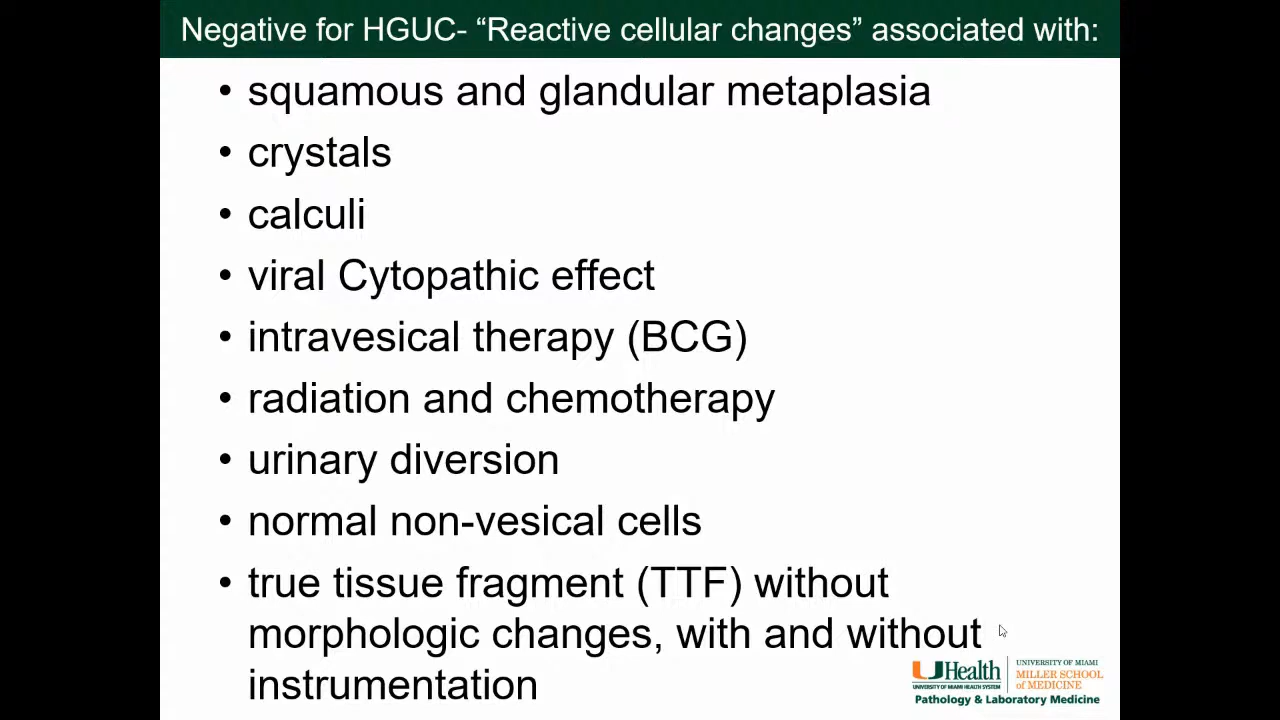 Negative for HGUC- “Reactive cellular changes” associated with:
• squamous and glandular metaplasia
• crystals
• calculi
• viral Cytopathic effect
• intravesical therapy (BCG)
• radiation and chemotherapy
• urinary diversion
• normal non-vesical cells
• true tissue fragment (TTF) without
morphologic changes, with and without
instrumentation
UHealth
UNIVERSITY OF MIAMI HEALTH SYSTEM
UNIVERSITY OF MIAMI
MILLER SCHOOL
of MEDICINE
Pathology & Laboratory Medicine